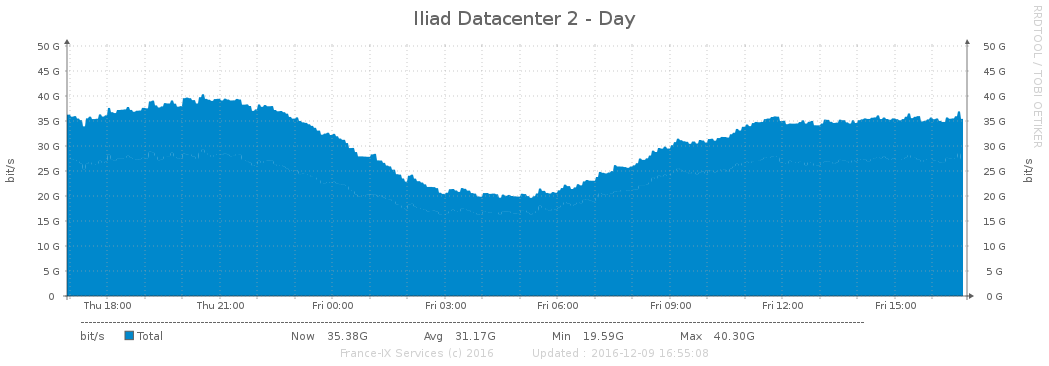 Iliad Datacenter 2 - Day
RRDTOOL / TOBI OETIKER
bit/s
50 G
45 G
40 G
35 G
30 G
25 G
20 G
15 G
10 G
5 G
0
50 G
45 G
40 G
35 G
30 G
25 G
20 G
15 G
10 G
5 G
0 G
bit/s
Thu 18:00 Thu 21:00 Fri 00:00 Fri 03:00 Fri 06:00 Fri 09:00 Fri 12:00 Fri 15:00
bit/s Total Now 35.38G Avg 31.17G Min 19.59G Max 40.30G
France-IX Services (c) 2016 Updated : 2016-12-09 16:55:08